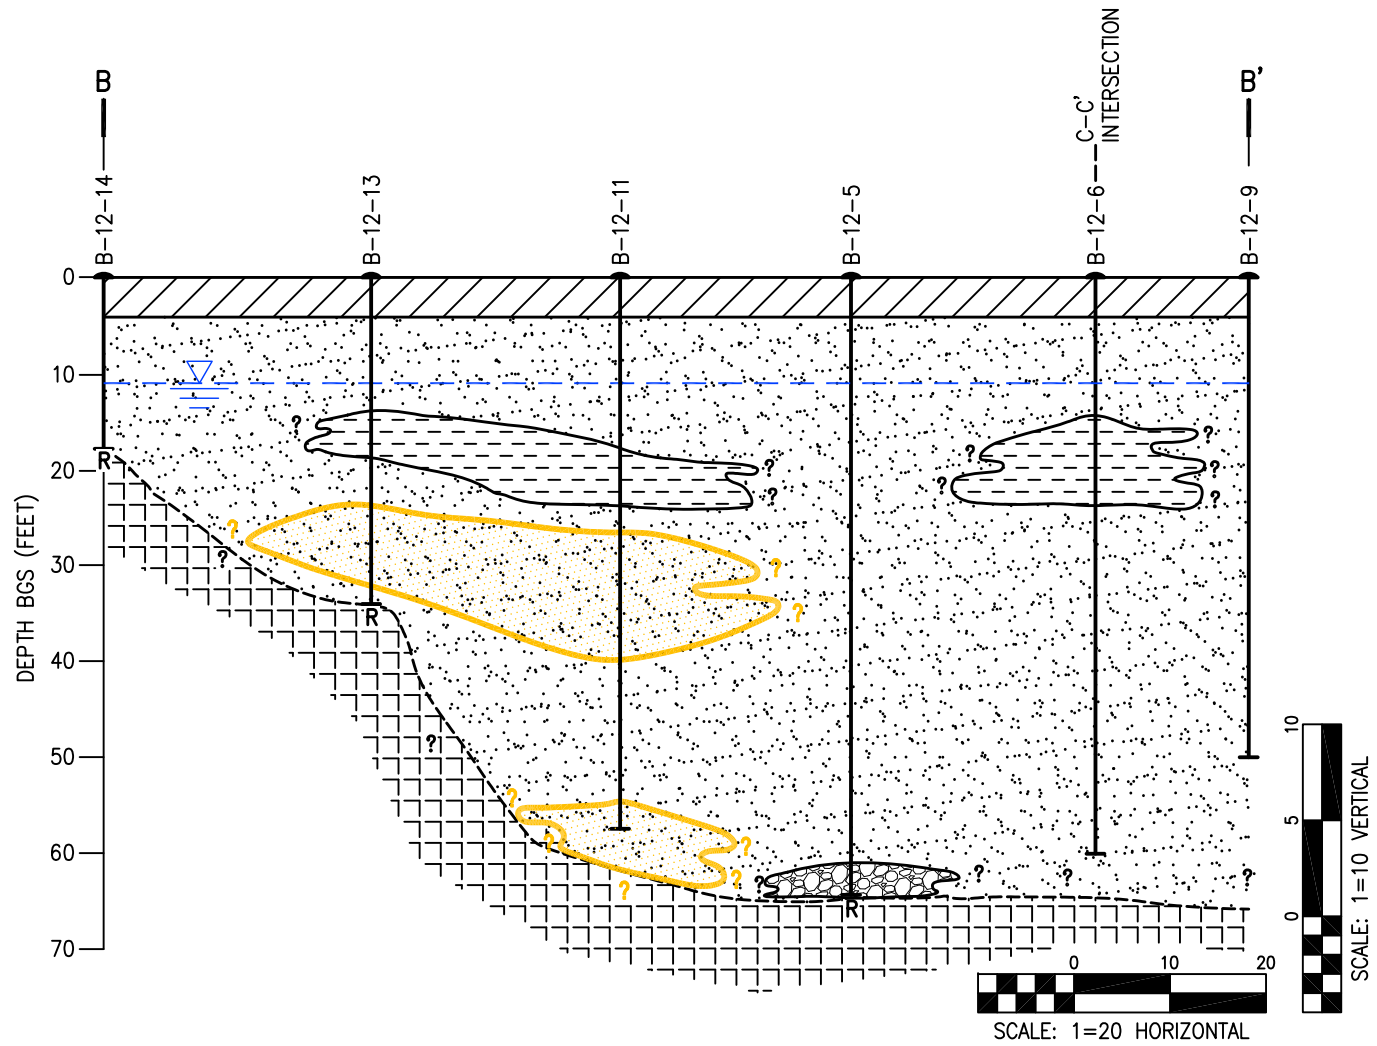 B
B'
C-C'
INTERSECTION
B-12-14
B-12-13
B-12-11
B-12-5
B-12-6
B-12-9
0
10
20
30
40
50
60
70
DEPTH BGS (FEET)
? ?
? ? ?
? ? ?
? ?
R
? ?
?
R
?
?
? ?
? ?
? ? ? ? ?
?
R
10
5
0
SCALE: 1=10 VERTICAL
0 10 20
SCALE: 1=20 HORIZONTAL